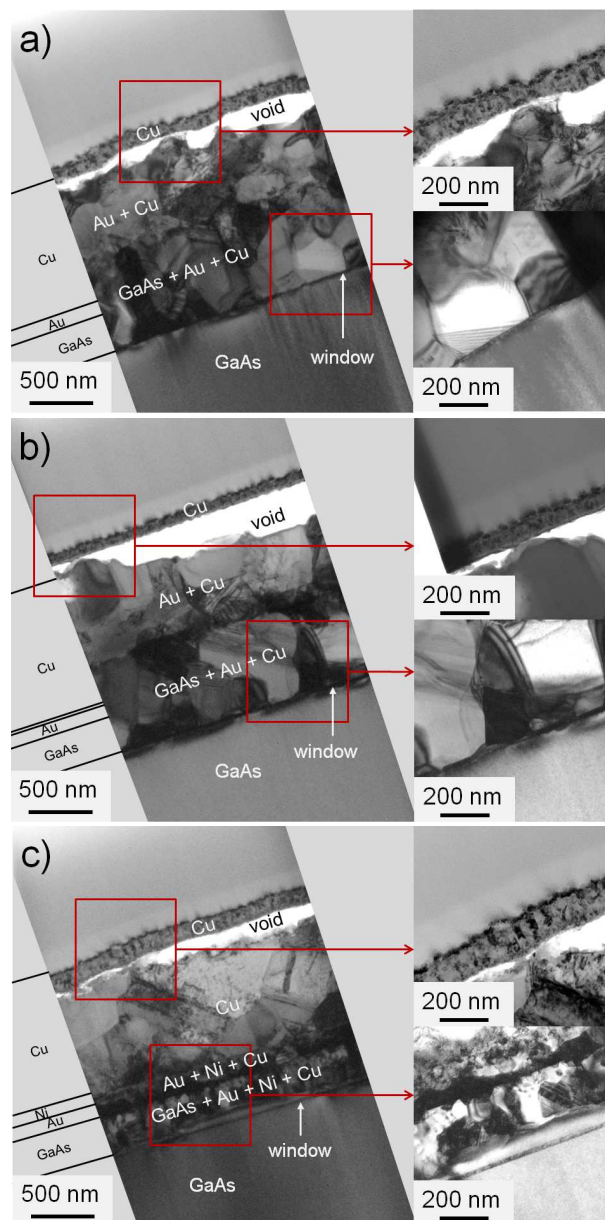 a)
Cu
void
Au + Cu
GaAs + Au + Cu
Cu
Au
GaAs
window
GaAs
500 nm
200 nm
200 nm
b)
Cu
void
Au + Cu
GaAs + Au + Cu
Cu
Au
GaAs
window
GaAs
500 nm
200 nm
200 nm
c)
Cu
void
Cu
Cu
Au + Ni + Cu
GaAs + Au + Ni + Cu
Ni
Au
GaAs
window
GaAs
500 nm
200 nm
200 nm